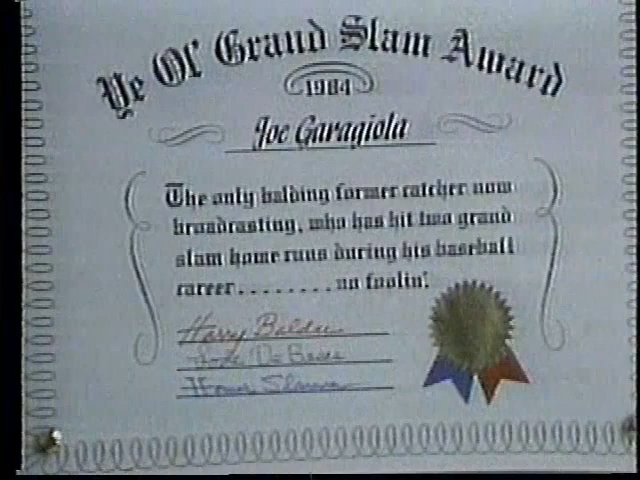 Ye Ol' Grand Slam Award
1984
Joe Garagiola
The only balding former catcher now
broadcasting, who has hit two grand
slam home runs during his baseball
career........no foolin'.
Harry